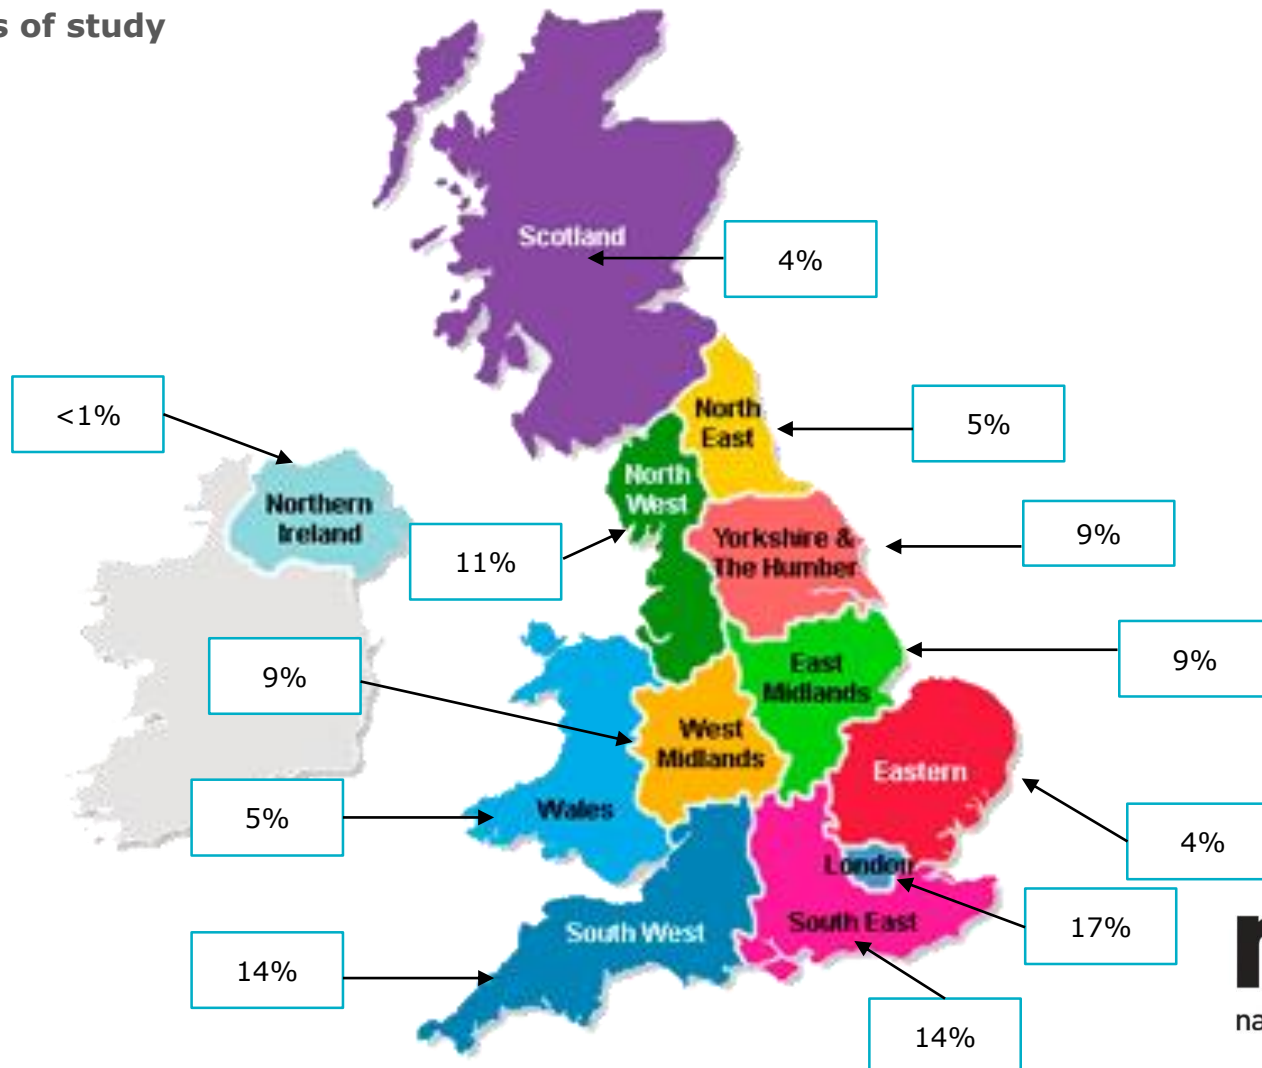 s of study
Scotland
4%
<1%
North
East
5%
North
West
Northern
Ireland
11%
Yorkshire &
The Humber
9%
9%
East
Midlands
9%
West
Midlands
Eastern
5%
Wales
4%
London
South East
17%
South West
14%
14%
na